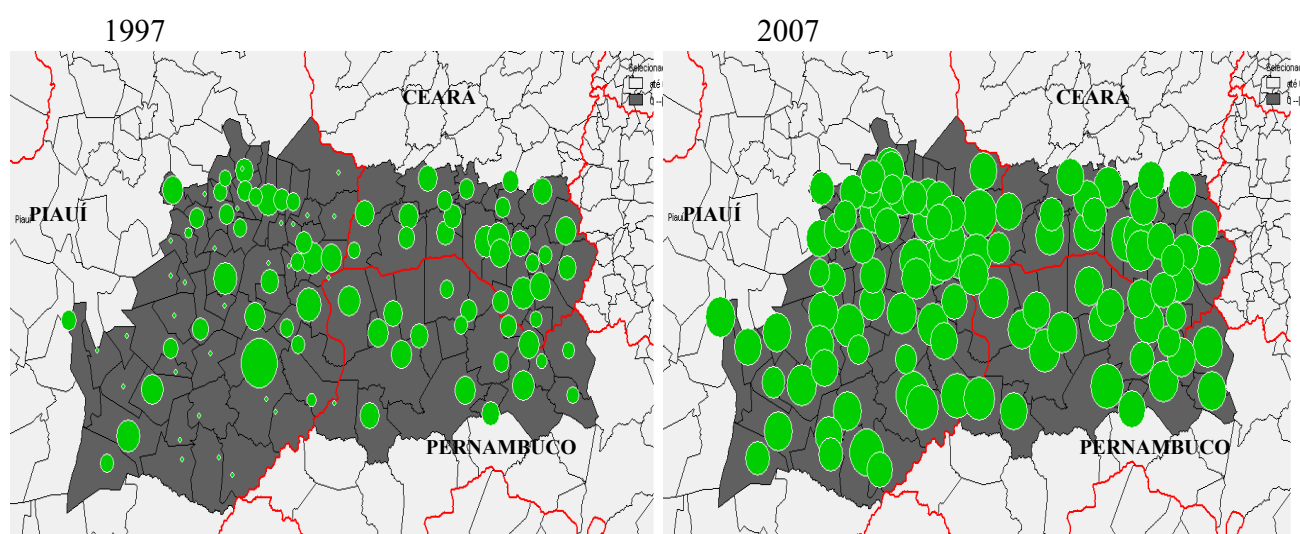 1997
2007
CEARÁ
CEARÁ
PIAUÍ
PIAUÍ
PERNAMBUCO
PERNAMBUCO